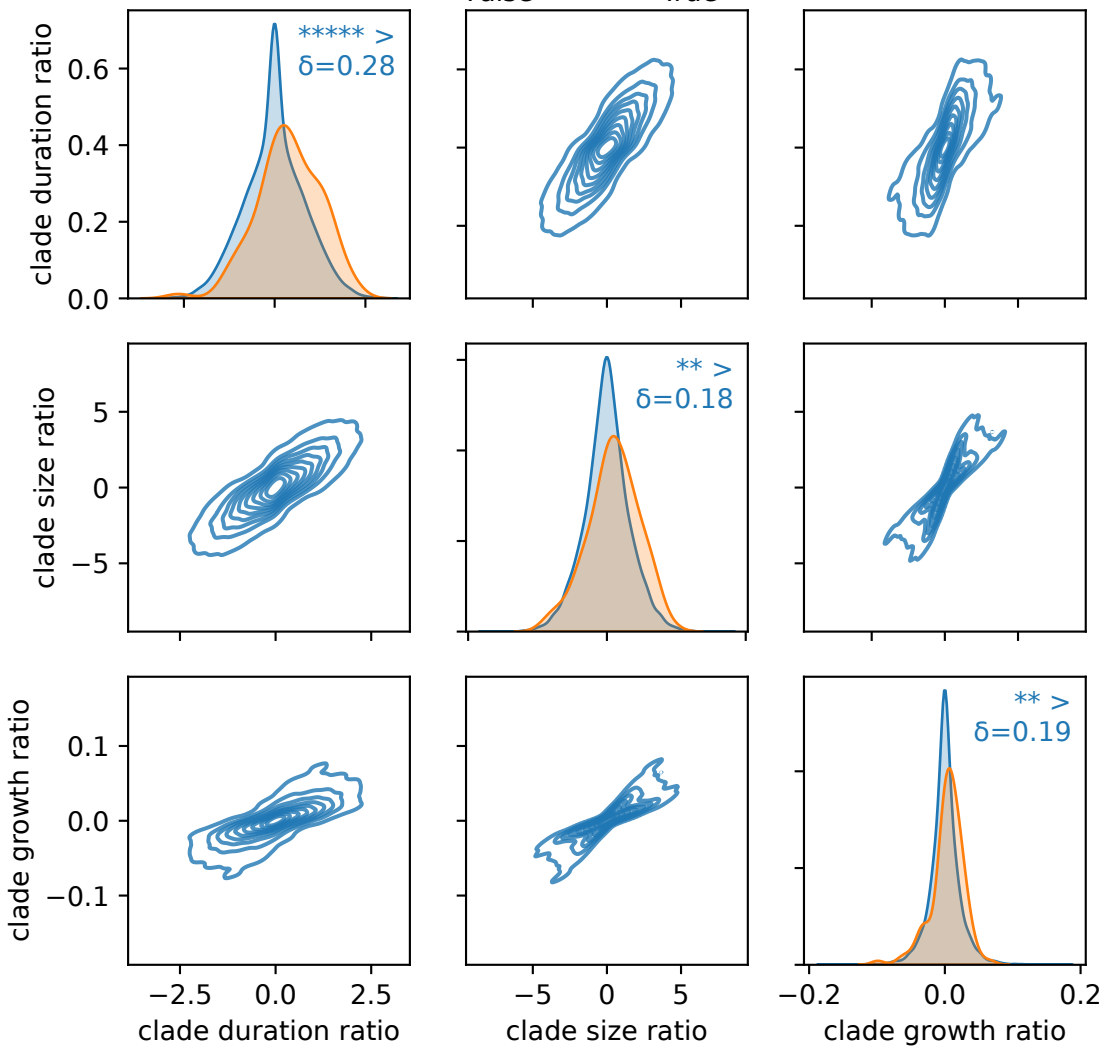 clade duration ratio
0.6
0.4
0.2
0.0
***** >
δ=0.28
clade size ratio
5
0
−5
** >
δ=0.18
clade growth ratio
0.1
0.0
−0.1
** >
δ=0.19
−2.5 0.0 2.5
−5 0 5
−0.2 0.0 0.2
clade duration ratio
clade size ratio
clade growth ratio